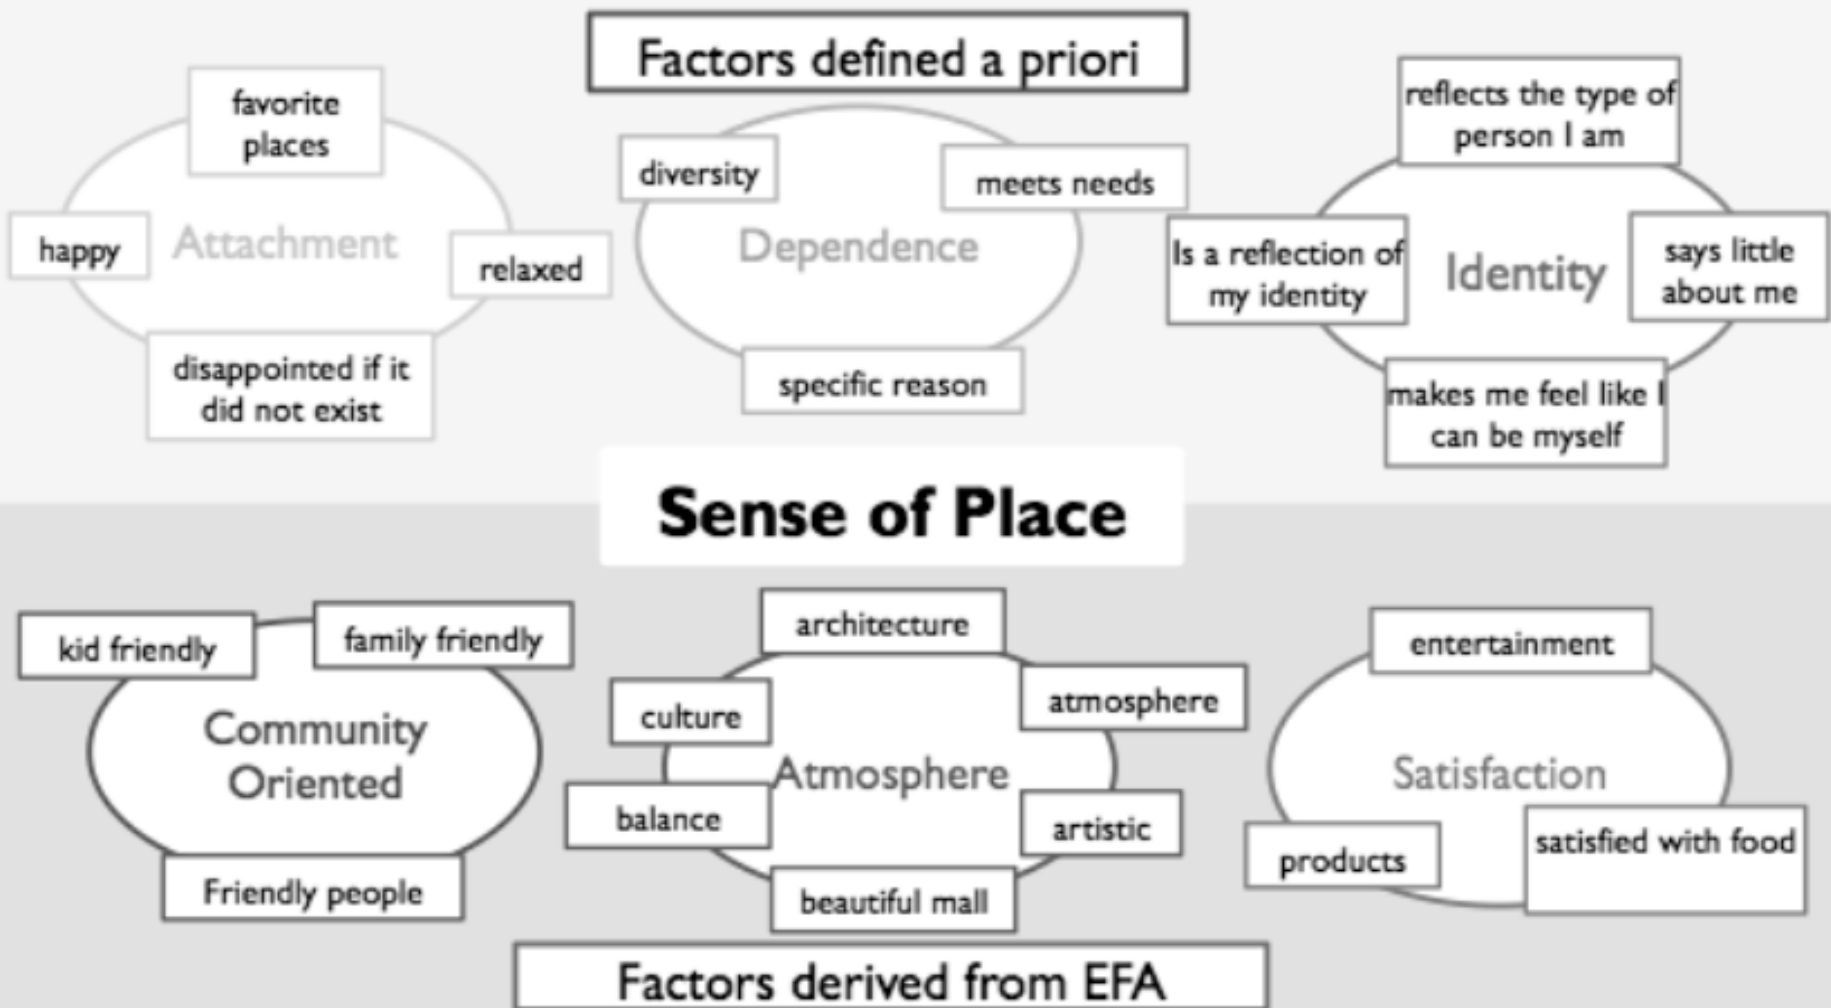 Factors defined a priori
favorite
places
happy
Attachment
relaxed
disappointed if it
did not exist
diversity
meets needs
Dependence
specific reason
reflects the type of
person I am
Is a reflection of
my identity
Identity
says little
about me
makes me feel like I
can be myself
Sense of Place
kid friendly
family friendly
Community
Oriented
Friendly people
architecture
culture
atmosphere
Atmosphere
balance
artistic
beautiful mall
entertainment
Satisfaction
products
satisfied with food
Factors derived from EFA